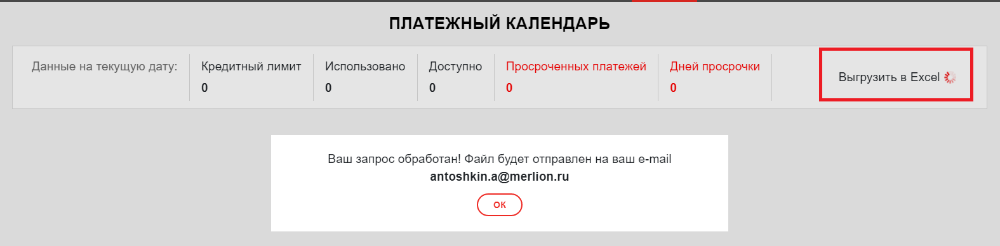 ПЛАТЕЖНЫЙ КАЛЕНДАРЬ
Данные на текущую дату:
Кредитный лимит
0
Использовано
0
Доступно
0
Просроченных платежей
0
Дней просрочки
0
Выгрузить в Excel
Ваш запрос обработан! Файл будет отправлен на ваш e-mail
antoshkin.a@merlion.ru
ОК